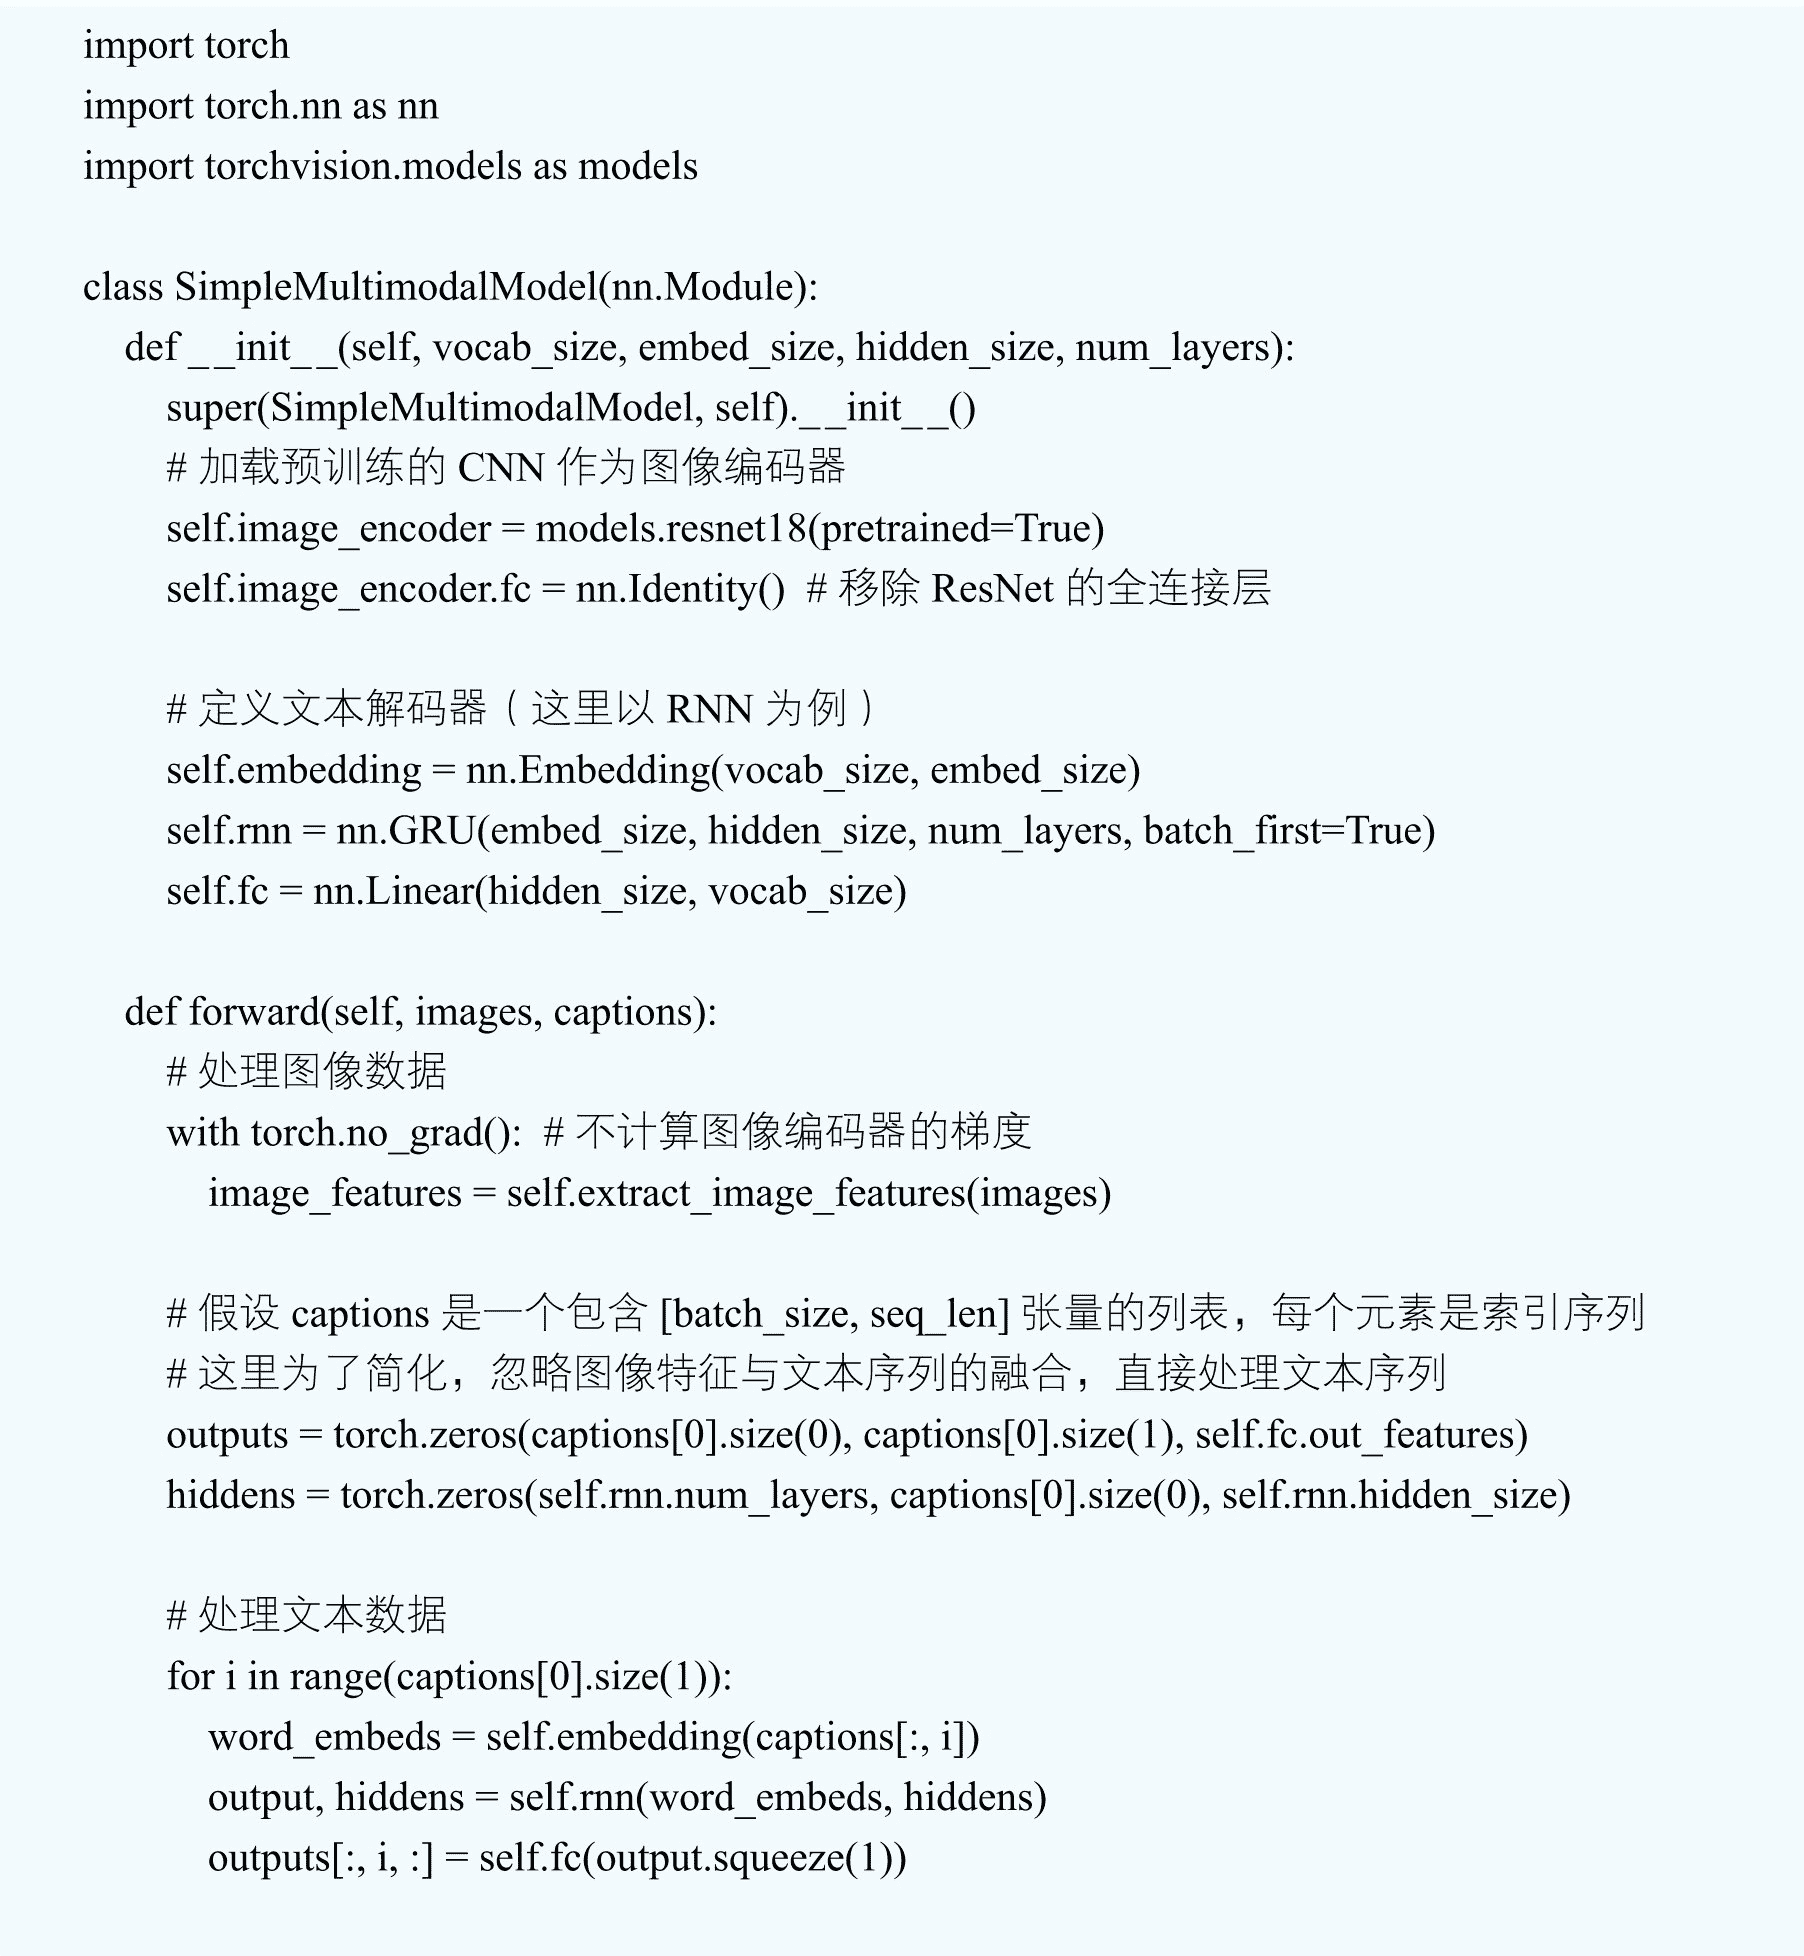 import torch
import torch.nn as nn
import torchvision.models as models
class SimpleMultimodalModel(nn.Module):
def __init__(self, vocab_size, embed_size, hidden_size, num_layers):
super(SimpleMultimodalModel, self).__init__()
# 加载预训练的 CNN 作为图像编码器
self.image_encoder = models.resnet18(pretrained=True)
self.image_encoder.fc = nn.Identity() # 移除 ResNet 的全连接层
# 定义文本解码器（这里以 RNN 为例）
self.embedding = nn.Embedding(vocab_size, embed_size)
self.rnn = nn.GRU(embed_size, hidden_size, num_layers, batch_first=True)
self.fc = nn.Linear(hidden_size, vocab_size)
def forward(self, images, captions):
# 处理图像数据
with torch.no_grad(): # 不计算图像编码器的梯度
image_features = self.extract_image_features(images)
# 假设 captions 是一个包含 [batch_size, seq_len] 张量的列表，每个元素是索引序列
# 这里为了简化，忽略图像特征与文本序列的融合，直接处理文本序列
outputs = torch.zeros(captions[0].size(0), captions[0].size(1), self.fc.out_features)
hiddens = torch.zeros(self.rnn.num_layers, captions[0].size(0), self.rnn.hidden_size)
# 处理文本数据
for i in range(captions[0].size(1)):
word_embeds = self.embedding(captions[:, i])
output, hiddens = self.rnn(word_embeds, hiddens)
outputs[:, i, :] = self.fc(output.squeeze(1))